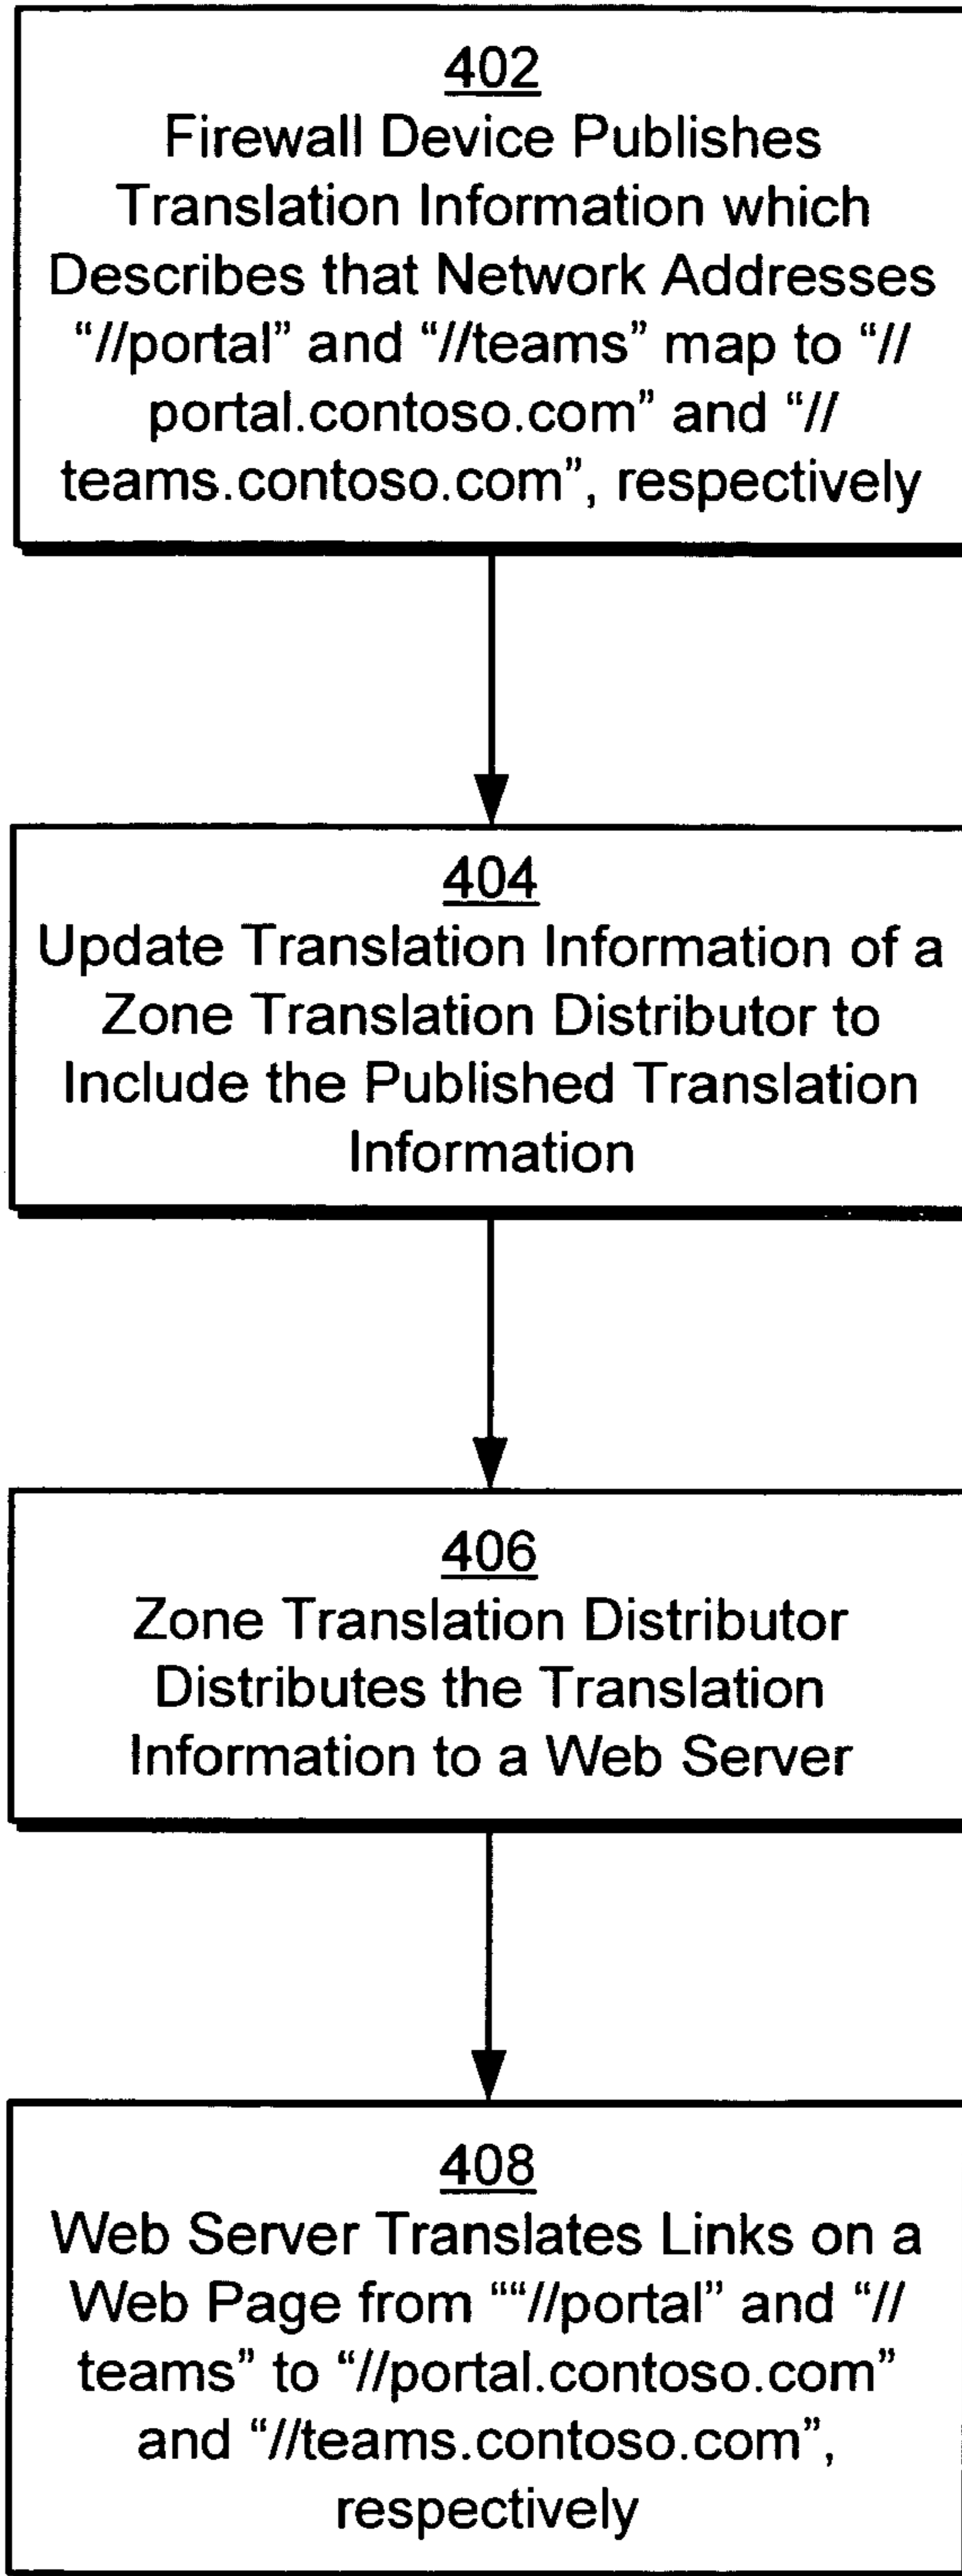 402
Firewall Device Publishes
Translation Information which
Describes that Network Addresses
“//portal” and “//teams” map to “//
portal.contoso.com” and “//
teams.contoso.com”, respectively
404
Update Translation Information of a
Zone Translation Distributor to
Include the Published Translation
Information
406
Zone Translation Distributor
Distributes the Translation
Information to a Web Server
408
Web Server Translates Links on a
Web Page from ““//portal” and “//
teams” to “//portal.contoso.com”
and “//teams.contoso.com”,
respectively